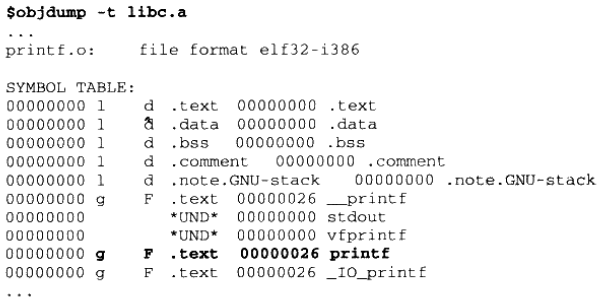 $objdump -t libc.a
...
printf.o:     file format elf32-i386
SYMBOL TABLE:
00000000 l    d  .text  00000000 .text
00000000 l    d  .data  00000000 .data
00000000 l    d  .bss  00000000 .bss
00000000 l    d  .comment  00000000 .comment
00000000 l    d  .note.GNU-stack  00000000 .note.GNU-stack
00000000 g    F  .text  00000026 __printf
00000000         *UND* 00000000 stdout
00000000         *UND* 00000000 vfprintf
00000000 g    F  .text  00000026 printf
00000000 g    F  .text  00000026 _IO_printf
...